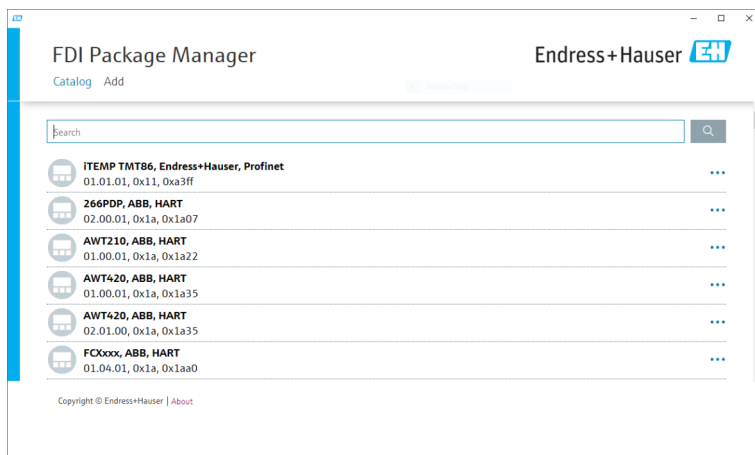 EH
FDI Package Manager
Endress+Hauser EH
Catalog Add
Search
iTEMP TMT86, Endress+Hauser, Profinet
01.01.01, 0x11, 0xa3ff
266PDP, ABB, HART
02.00.01, 0x1a, 0x1a07
AWT210, ABB, HART
01.00.01, 0x1a, 0x1a22
AWT420, ABB, HART
01.00.01, 0x1a, 0x1a35
AWT420, ABB, HART
02.01.00, 0x1a, 0x1a35
FCXxxx, ABB, HART
01.04.01, 0x1a, 0x1aa0
Copyright © Endress+Hauser | About